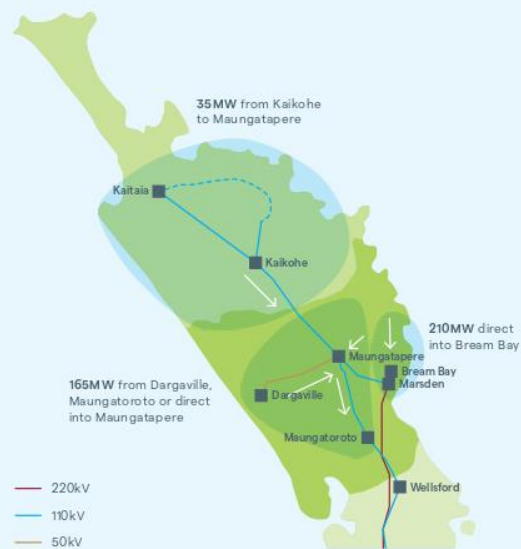 35MW from Kaikohe
to Maungatapere
Kaitaia
Kaikohe
210MW direct
into Bream Bay
Maungatapere
Bream Bay
Marsden
165MW from Dargaville,
Maungatoroto or direct
into Maungatapere
Dargaville
Maungatoroto
Wellsford
220kV
110kV
50kV